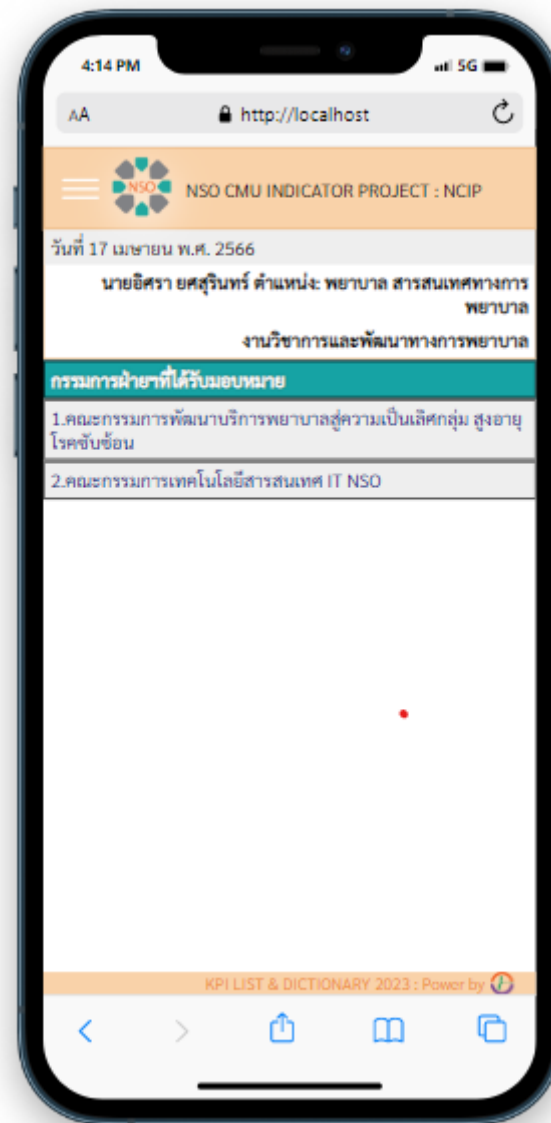 4:14 PM
5G
AA
http://localhost
NSO
NSO CMU INDICATOR PROJECT : NCIP
วันที่ 17 เมษายน พ.ศ. 2566
นายอิศรา ยศสุรินทร์ ตำแหน่ง: พยาบาล สารสนเทศทางการ
พยาบาล
งานวิชาการและพัฒนาทางการพยาบาล
กรรมการฝ่ายฯที่ได้รับมอบหมาย
1.คณะกรรมการพัฒนาบริการพยาบาลสู่ความเป็นเลิศกลุ่ม สูงอายุ
โรคซับซ้อน
2.คณะกรรมการเทคโนโลยีสารสนเทศ IT NSO
KPI LIST & DICTIONARY 2023 : Power by